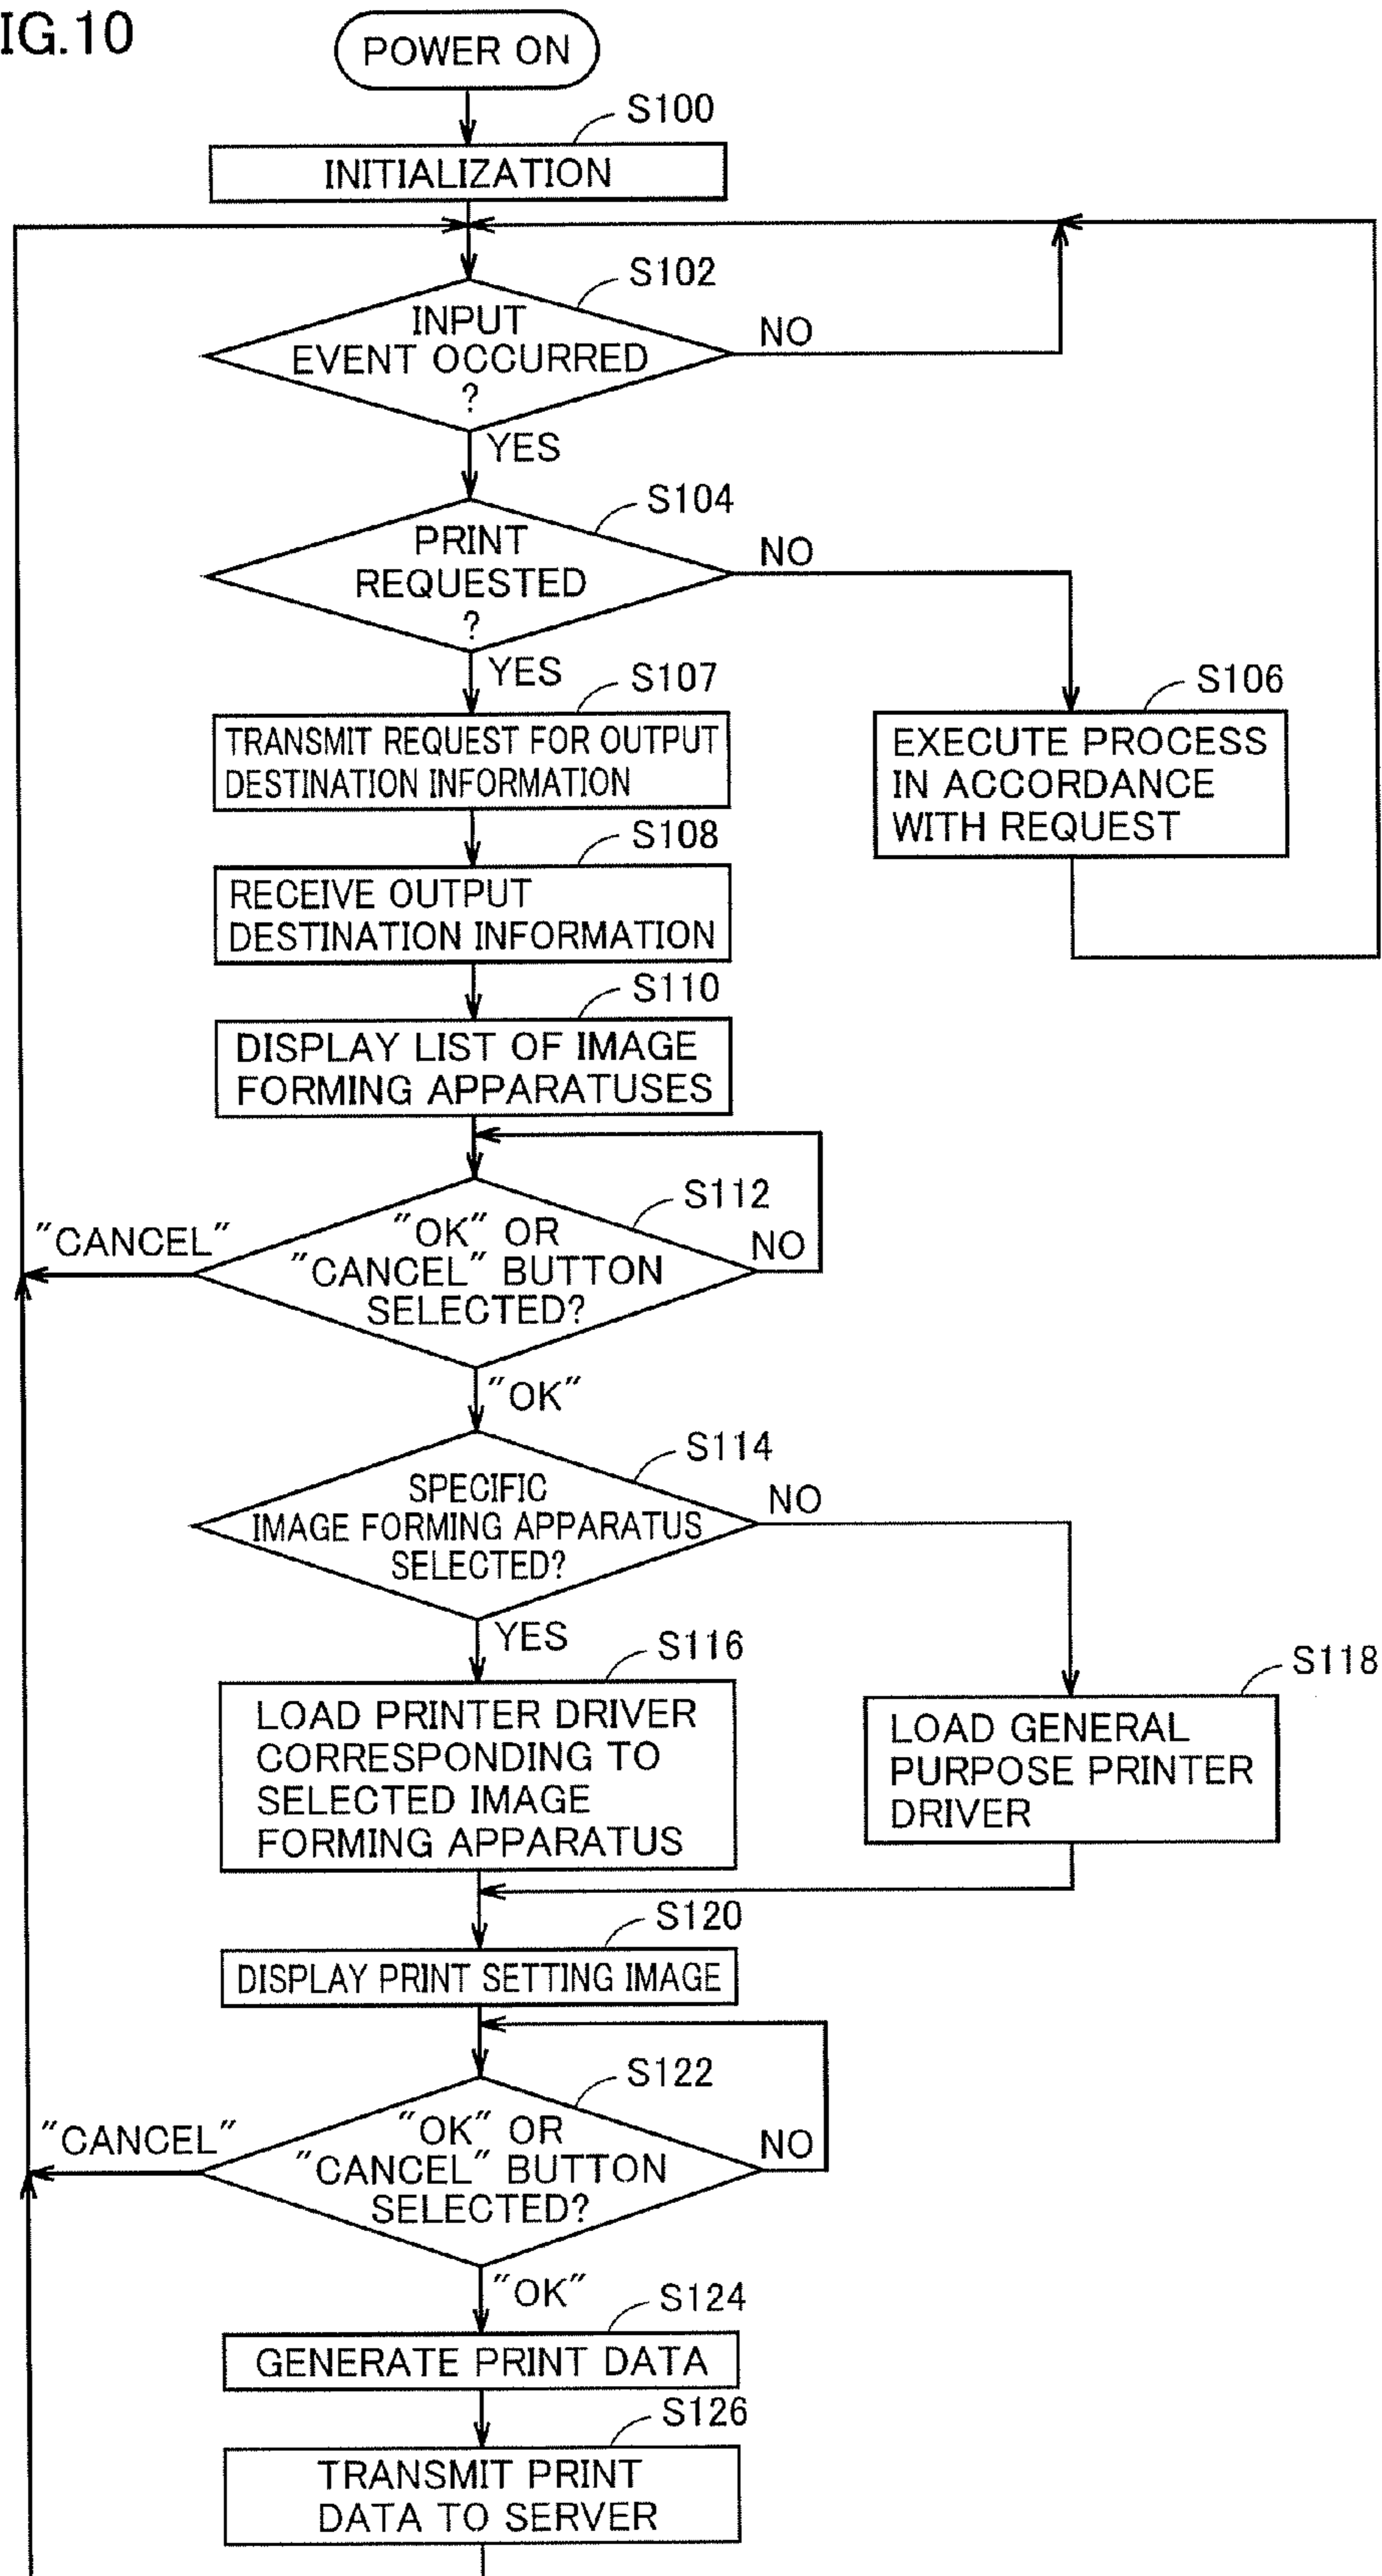 IG.10
POWER ON
S100
INITIALIZATION
S102
INPUT
EVENT OCCURRED
?
NO
YES
S104
PRINT
REQUESTED
?
NO
YES
S107
TRANSMIT REQUEST FOR OUTPUT
DESTINATION INFORMATION
S106
EXECUTE PROCESS
IN ACCORDANCE
WITH REQUEST
S108
RECEIVE OUTPUT
DESTINATION INFORMATION
S110
DISPLAY LIST OF IMAGE
FORMING APPARATUSES
S112
"CANCEL"
"OK" OR
"CANCEL" BUTTON
SELECTED?
NO
"OK"
S114
SPECIFIC
IMAGE FORMING APPARATUS
SELECTED?
NO
YES
S116
LOAD PRINTER DRIVER
CORRESPONDING TO
SELECTED IMAGE
FORMING APPARATUS
S118
LOAD GENERAL
PURPOSE PRINTER
DRIVER
S120
DISPLAY PRINT SETTING IMAGE
S122
"CANCEL"
"OK" OR
"CANCEL" BUTTON
SELECTED?
NO
"OK"
S124
GENERATE PRINT DATA
S126
TRANSMIT PRINT
DATA TO SERVER